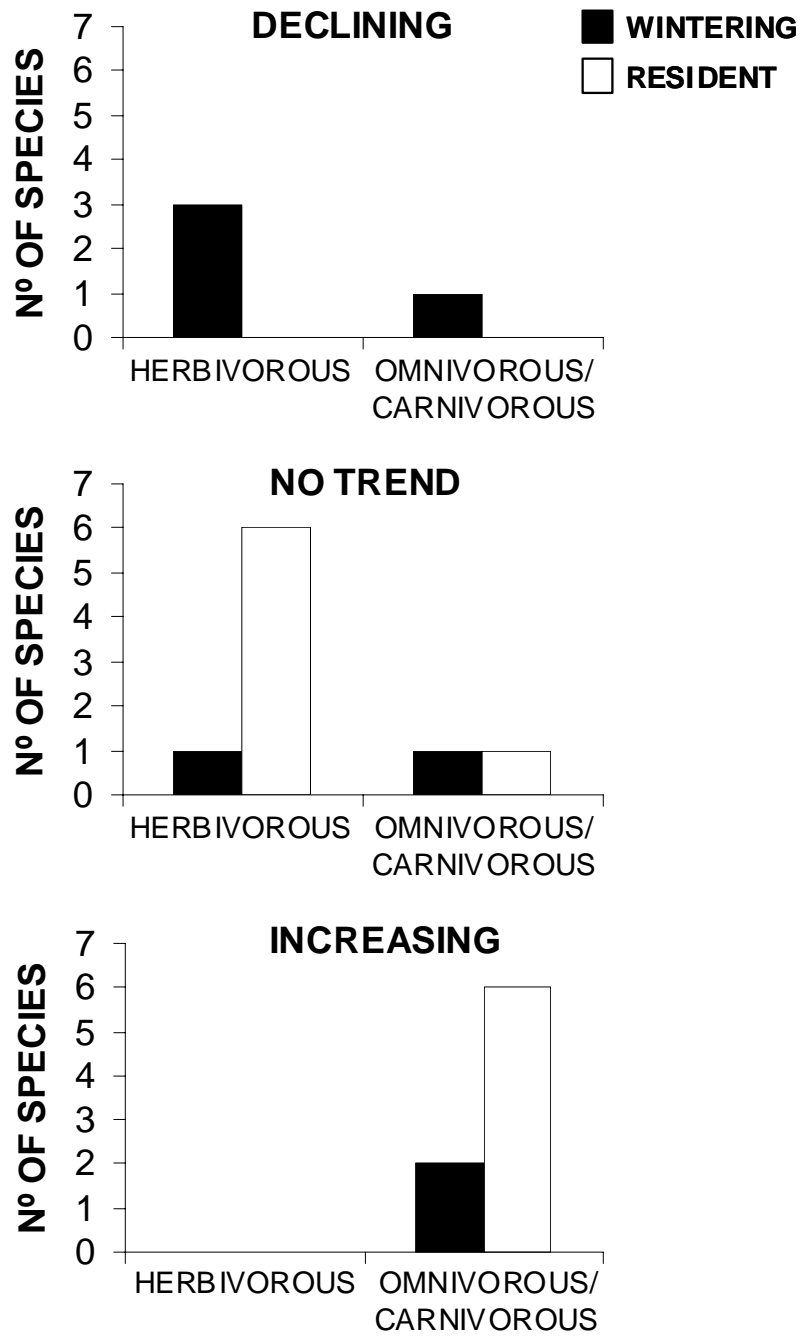 DECLINING
WINTERING
RESIDENT
Nº OF SPECIES
7
6
5
4
3
2
1
0
HERBIVOROUS
OMNIVOROUS/
CARNIVOROUS
NO TREND
Nº OF SPECIES
7
6
5
4
3
2
1
0
HERBIVOROUS
OMNIVOROUS/
CARNIVOROUS
INCREASING
Nº OF SPECIES
7
6
5
4
3
2
1
0
HERBIVOROUS
OMNIVOROUS/
CARNIVOROUS